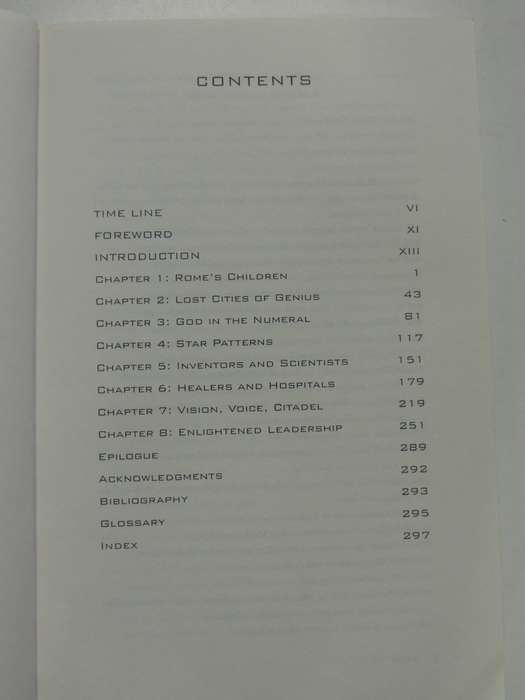 CONTENTS
TIME LINE VI
FOREWORD XI
INTRODUCTION XIII
CHAPTER 1: ROME'S CHILDREN 1
CHAPTER 2: LOST CITIES OF GENIUS 43
CHAPTER 3: GOD IN THE NUMERAL 81
CHAPTER 4: STAR PATTERNS 117
CHAPTER 5: INVENTORS AND SCIENTISTS 151
CHAPTER 6: HEALERS AND HOSPITALS 179
CHAPTER 7: VISION, VOICE, CITADEL 219
CHAPTER 8: ENLIGHTENED LEADERSHIP 251
EPILOGUE 289
ACKNOWLEDGMENTS 292
BIBLIOGRAPHY 293
GLOSSARY 295
INDEX 297